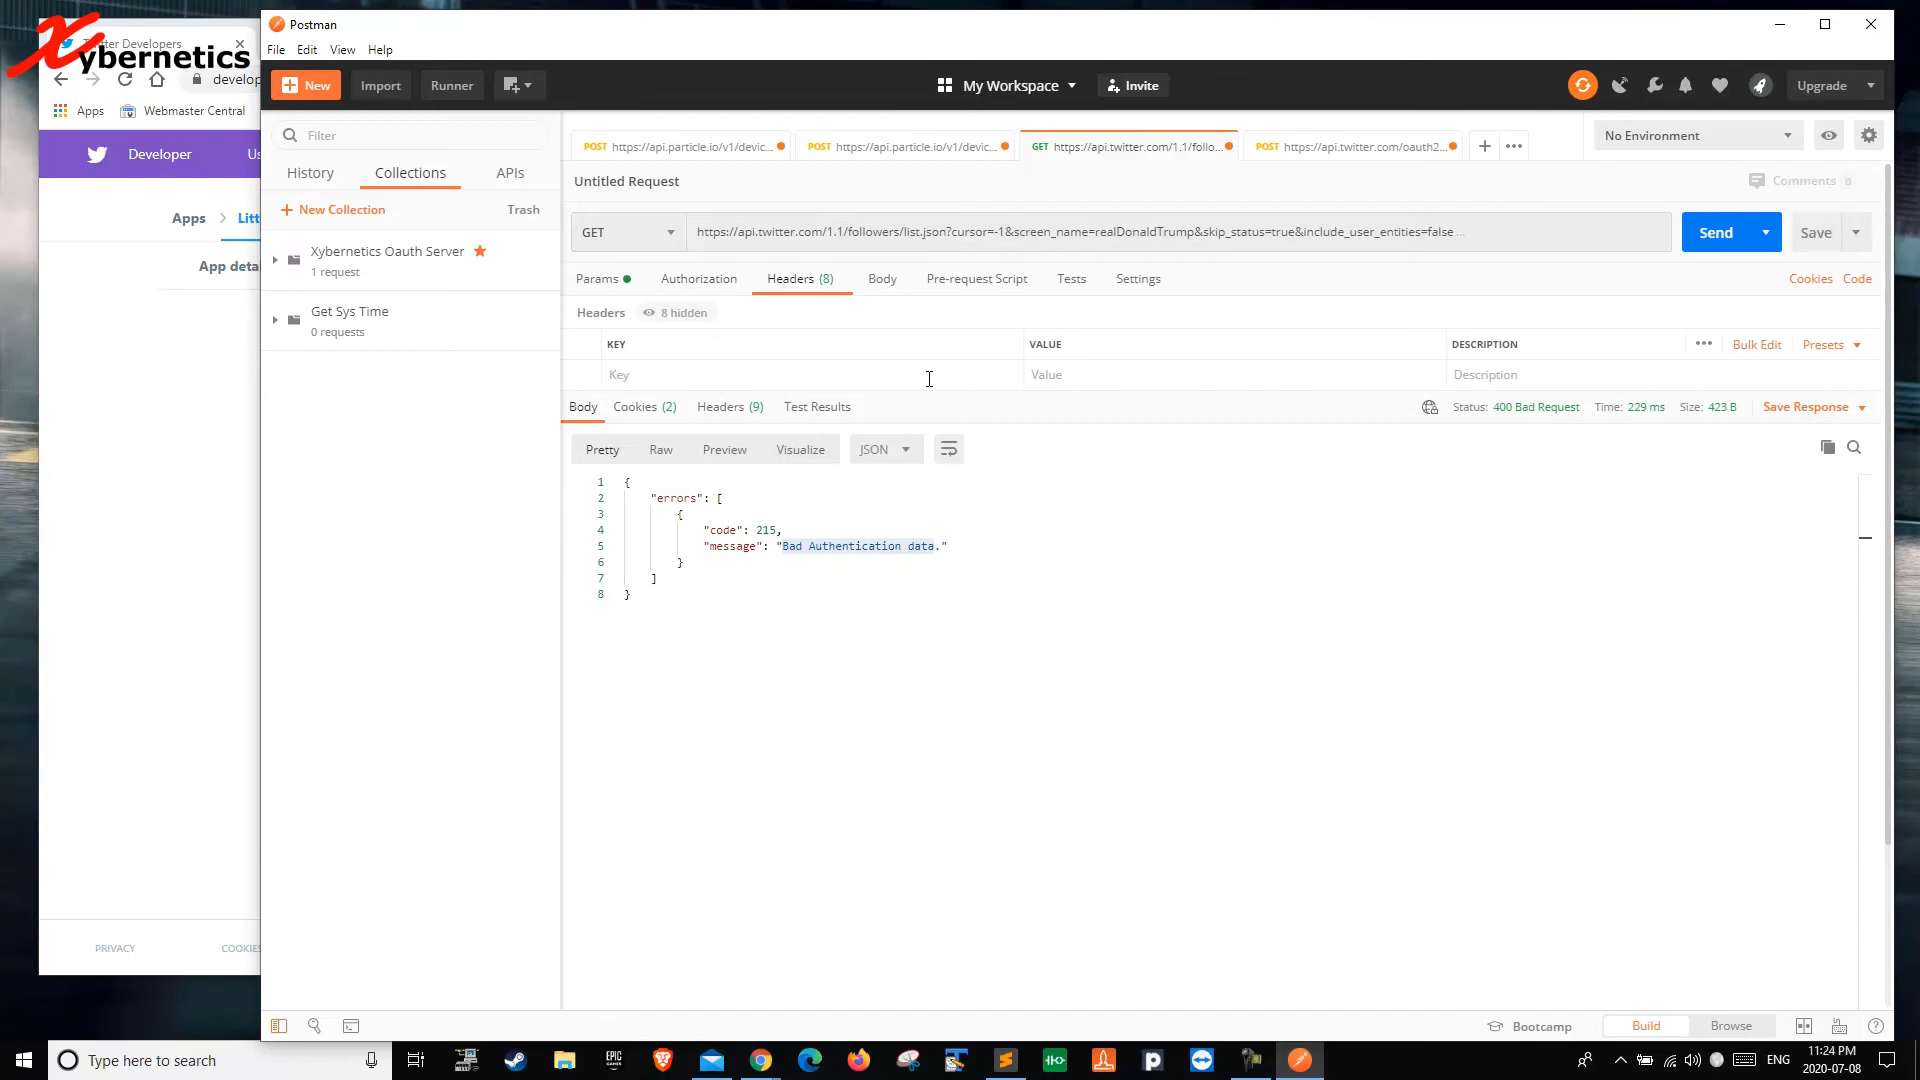 Xybernetics
Twitter Developers
develop
Apps
Webmaster Central
Developer
Us
Apps
Litt
App deta
PRIVACY
COOKIES
Postman
File Edit View Help
New
Import
Runner
My Workspace
Invite
Upgrade
Filter
History
Collections
APIs
New Collection
Trash
Xybernetics Oauth Server
1 request
Get Sys Time
0 requests
POST https://api.particle.io/v1/devic...
POST https://api.particle.io/v1/devic...
GET https://api.twitter.com/1.1/follo...
POST https://api.twitter.com/oauth2...
No Environment
Untitled Request
Comments 0
GET
https://api.twitter.com/1.1/followers/list.json?cursor=-1&screen_name=realDonaldTrump&skip_status=true&include_user_entities=false ...
Send
Save
Params
Authorization
Headers (8)
Body
Pre-request Script
Tests
Settings
Cookies
Code
Headers
8 hidden
KEY
VALUE
DESCRIPTION
Bulk Edit
Presets
Key
Value
Description
Body
Cookies (2)
Headers (9)
Test Results
Status: 400 Bad Request
Time: 229 ms
Size: 423 B
Save Response
Pretty
Raw
Preview
Visualize
JSON
1 {
2 "errors": [
3 {
4 "code": 215,
5 "message": "Bad Authentication data."
6 }
7 ]
8 }
Bootcamp
Build
Browse
Type here to search
EPIC GAMES
ENG
11:24 PM
2020-07-08